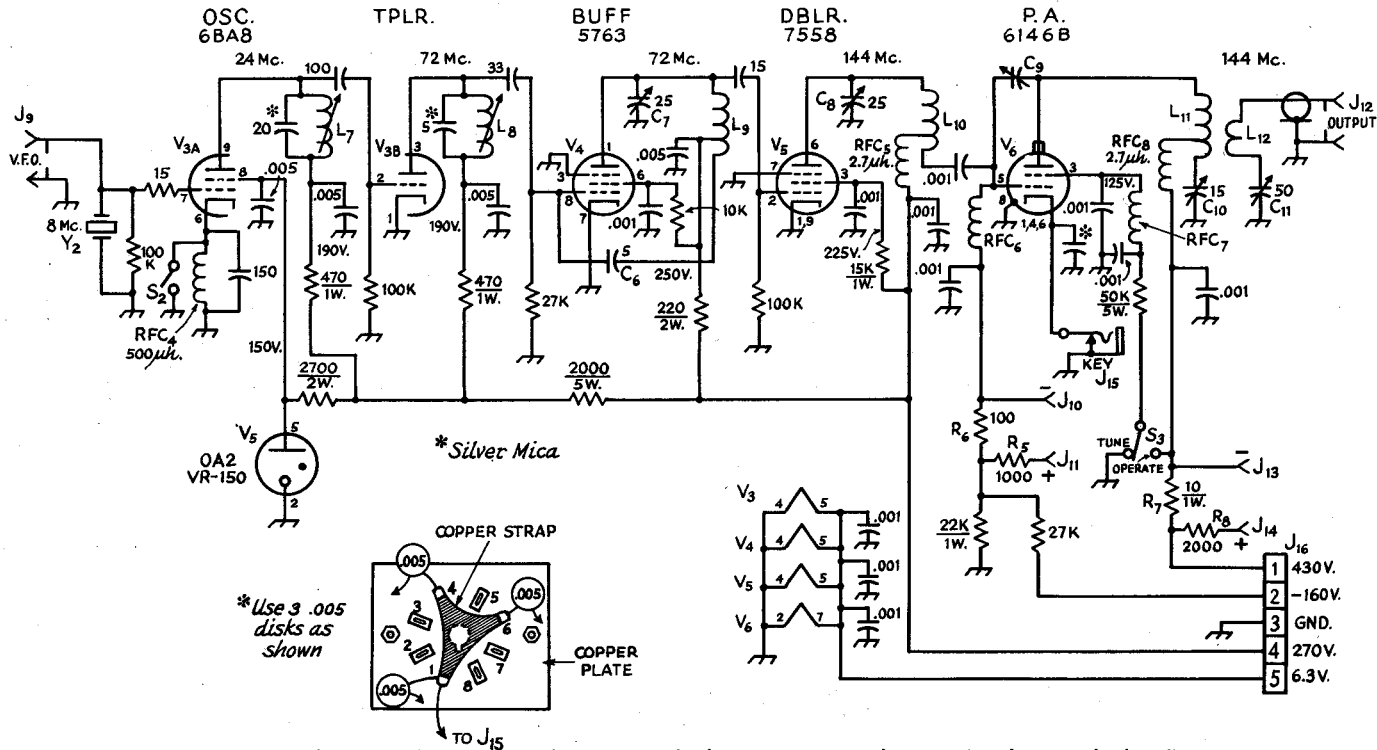 OSC. TPLR. BUFF DBLR. P.A.
6BA8 5763 7558 6146B
24 Mc. 72 Mc. 72 Mc. 144 Mc. 144 Mc.
100 33 15 C9
J9
V.F.O.
* 20 L7
* 5 L8
25 C7
L9
C8 25
L10
L11
L12
J12 OUTPUT
V3A 9 8 7 6
.005
15
V3B 3 2 1
.005
.005
V4 1 3 8 6 7
.005
.001
10K
V5 6 7 2 3 1,9
RFC5 2.7µh.
.001
.001
.001
V6 5 8 3 1,4,6
RFC8 2.7µh.
125V.
.001
*
RFC7
15 C10
50 C11
8 Mc. Y2
100 K
S2
150
RFC4 500µh.
190V.
470 1W.
100K
190V.
470 1W.
27K
5 C6
250V.
220 2W.
100K
225V.
15K 1W.
RFC6
.001
.001
50K 5W.
.001
KEY J15
150V.
2700 2W.
2000 5W.
J10
-
R6 100
R5 1000
J11
+
S3
TUNE
OPERATE
J13
-
R7 10 1W.
R8 2000
J14
+
V5 5
OA2
VR-150
2
*Silver Mica
22K 1W.
27K
V3 4 5 .001
V4 4 5 .001
V5 4 5
V6 2 7 .001
J16
1 430V.
2 -160V.
3 GND.
4 270V.
5 6.3V.
COPPER STRAP
.005
.005
.005
1 2 3 4 5 6 7 8
*Use 3 .005
disks as
shown
COPPER
PLATE
TO J15